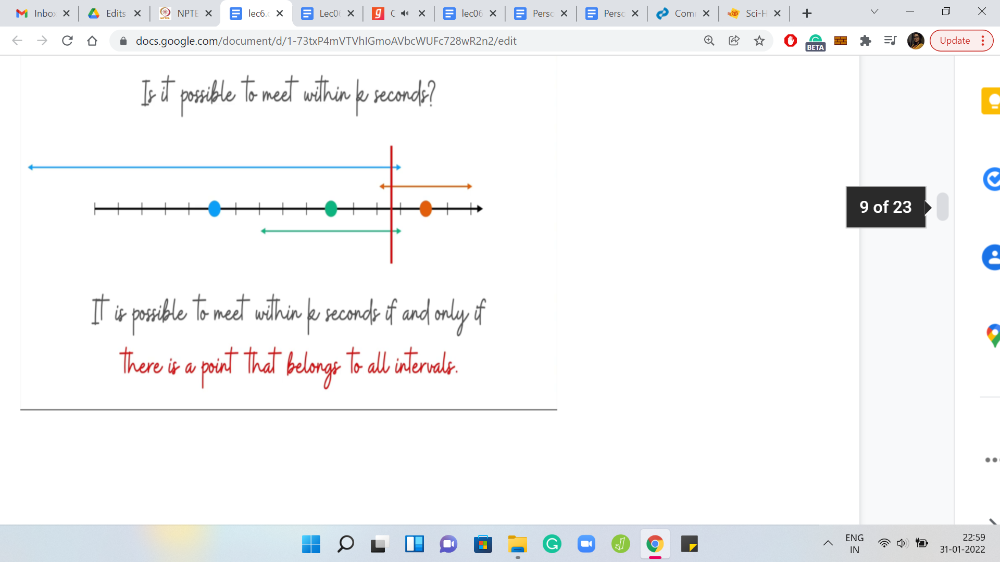 Inbox
Edits
NPTE
lec6.c
Lec06
C
lec06
Perso
Perso
Com
Sci-H
docs.google.com/document/d/1-73txP4mVTVhIGmoAVbcWUFc728wR2n2/edit
BETA
Update
Is it possible to meet within k seconds?
9 of 23
It is possible to meet within k seconds if and only if
there is a point that belongs to all intervals.
ENG
IN
22:59
31-01-2022